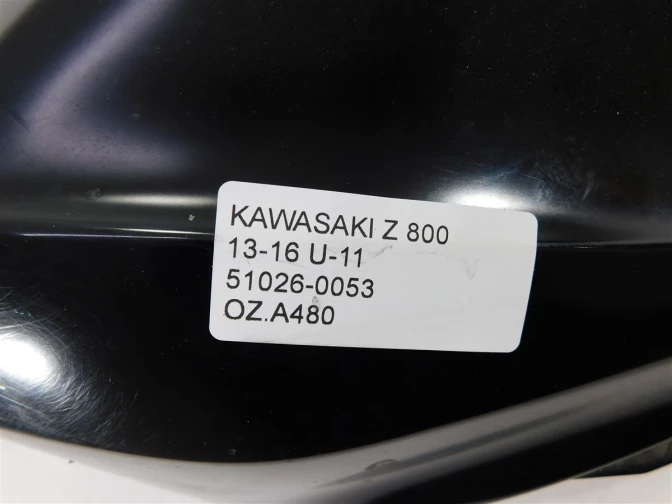 KAWASAKI Z 800
13-16 U-11
51026-0053
OZ.A480